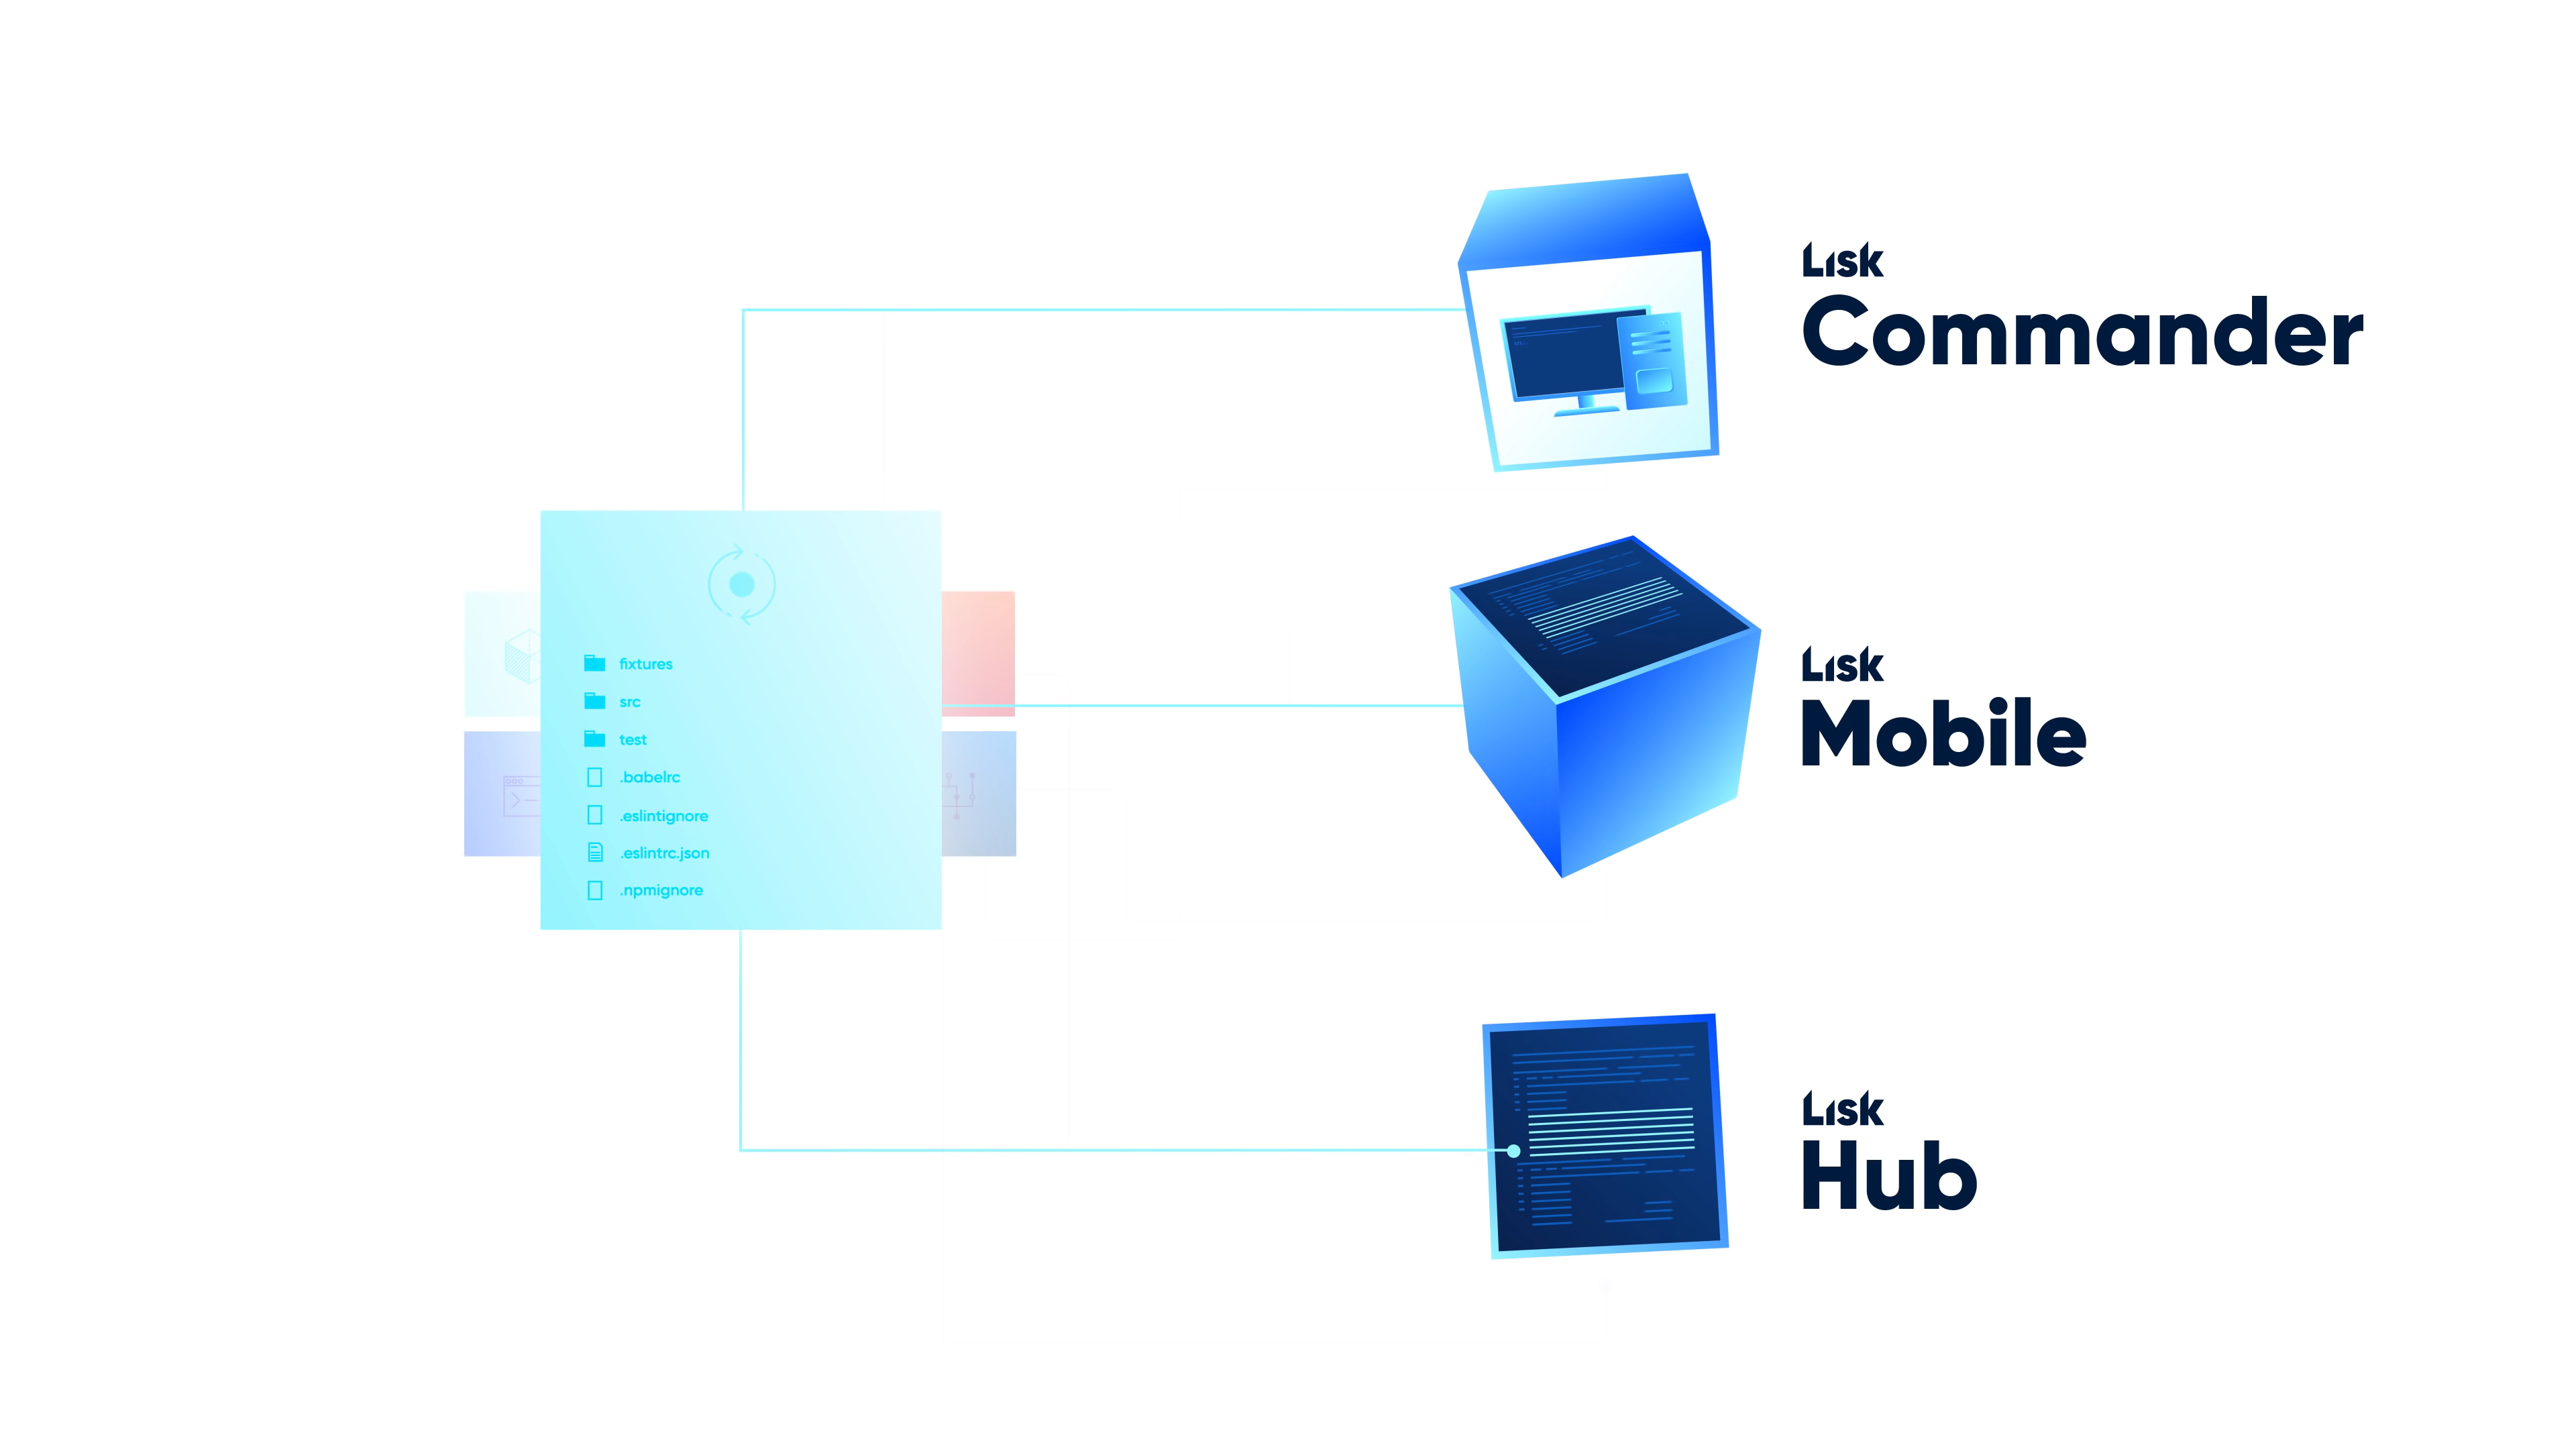 fixtures
src
test
.babelrc
.eslintignore
.eslintrc.json
.npmignore
Lisk
Commander
Lisk
Mobile
Lisk
Hub